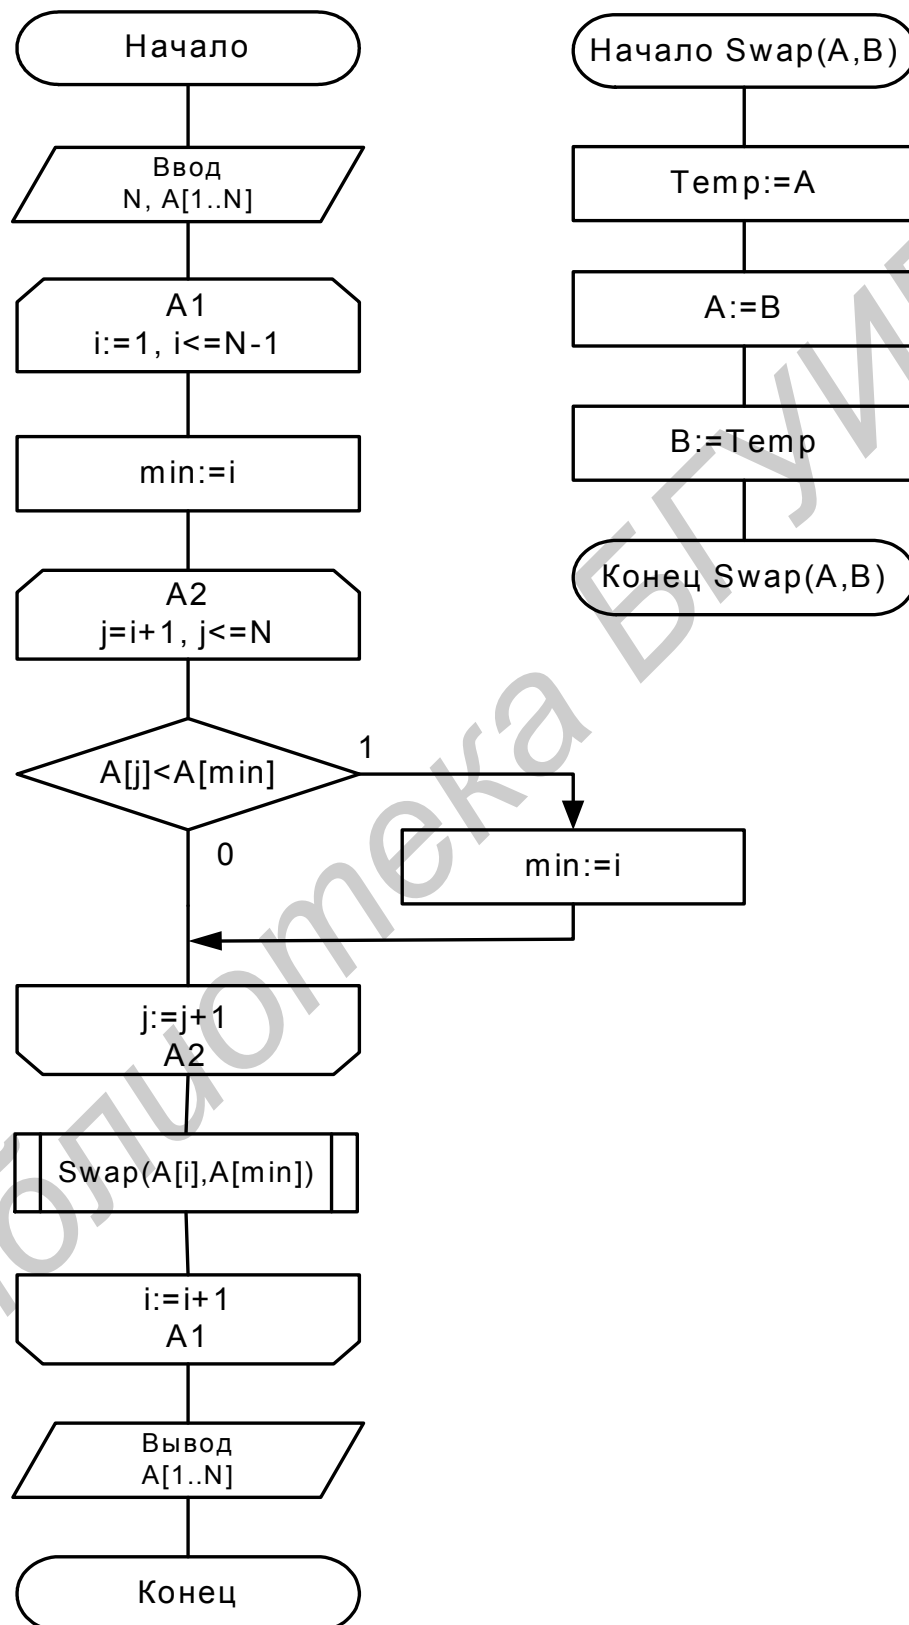 Начало
Ввод
N, A[1..N]
A1
i:=1, i<=N-1
min:=i
A2
j=i+1, j<=N
A[j]<A[min]
1
0
min:=i
j:=j+1
A2
Swap(A[i],A[min])
i:=i+1
A1
Вывод
A[1..N]
Конец
Начало Swap(A,B)
Temp:=A
A:=B
B:=Temp
Конец Swap(A,B)